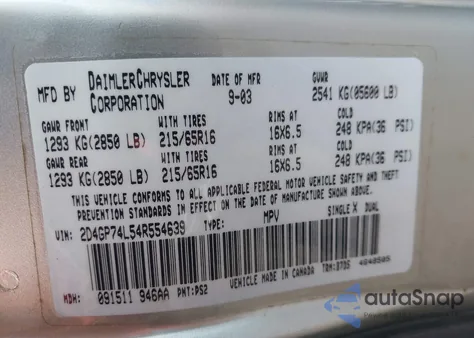 MFD BY DAIMLERCHRYSLER CORPORATION DATE OF MFR 9-03 GVWR 2541 KG(05600 LB)
GAWR FRONT WITH TIRES RIMS AT COLD
1293 KG(2850 LB) 215/65R16 16X6.5 248 KPA(36 PSI)
GAWR REAR WITH TIRES RIMS AT COLD
1293 KG(2850 LB) 215/65R16 16X6.5 248 KPA(36 PSI)
THIS VEHICLE CONFORMS TO ALL APPLICABLE FEDERAL MOTOR VEHICLE SAFETY AND THEFT
PREVENTION STANDARDS IN EFFECT ON THE DATE OF MANUFACTURE SHOWN ABOVE.
VIN: 2D4GP74L54R554639 TYPE: MPV SINGLE X DUAL
MDH: 091511 946AA PNT: PS2 VEHICLE MADE IN CANADA TRM: 4840505
autoSnap